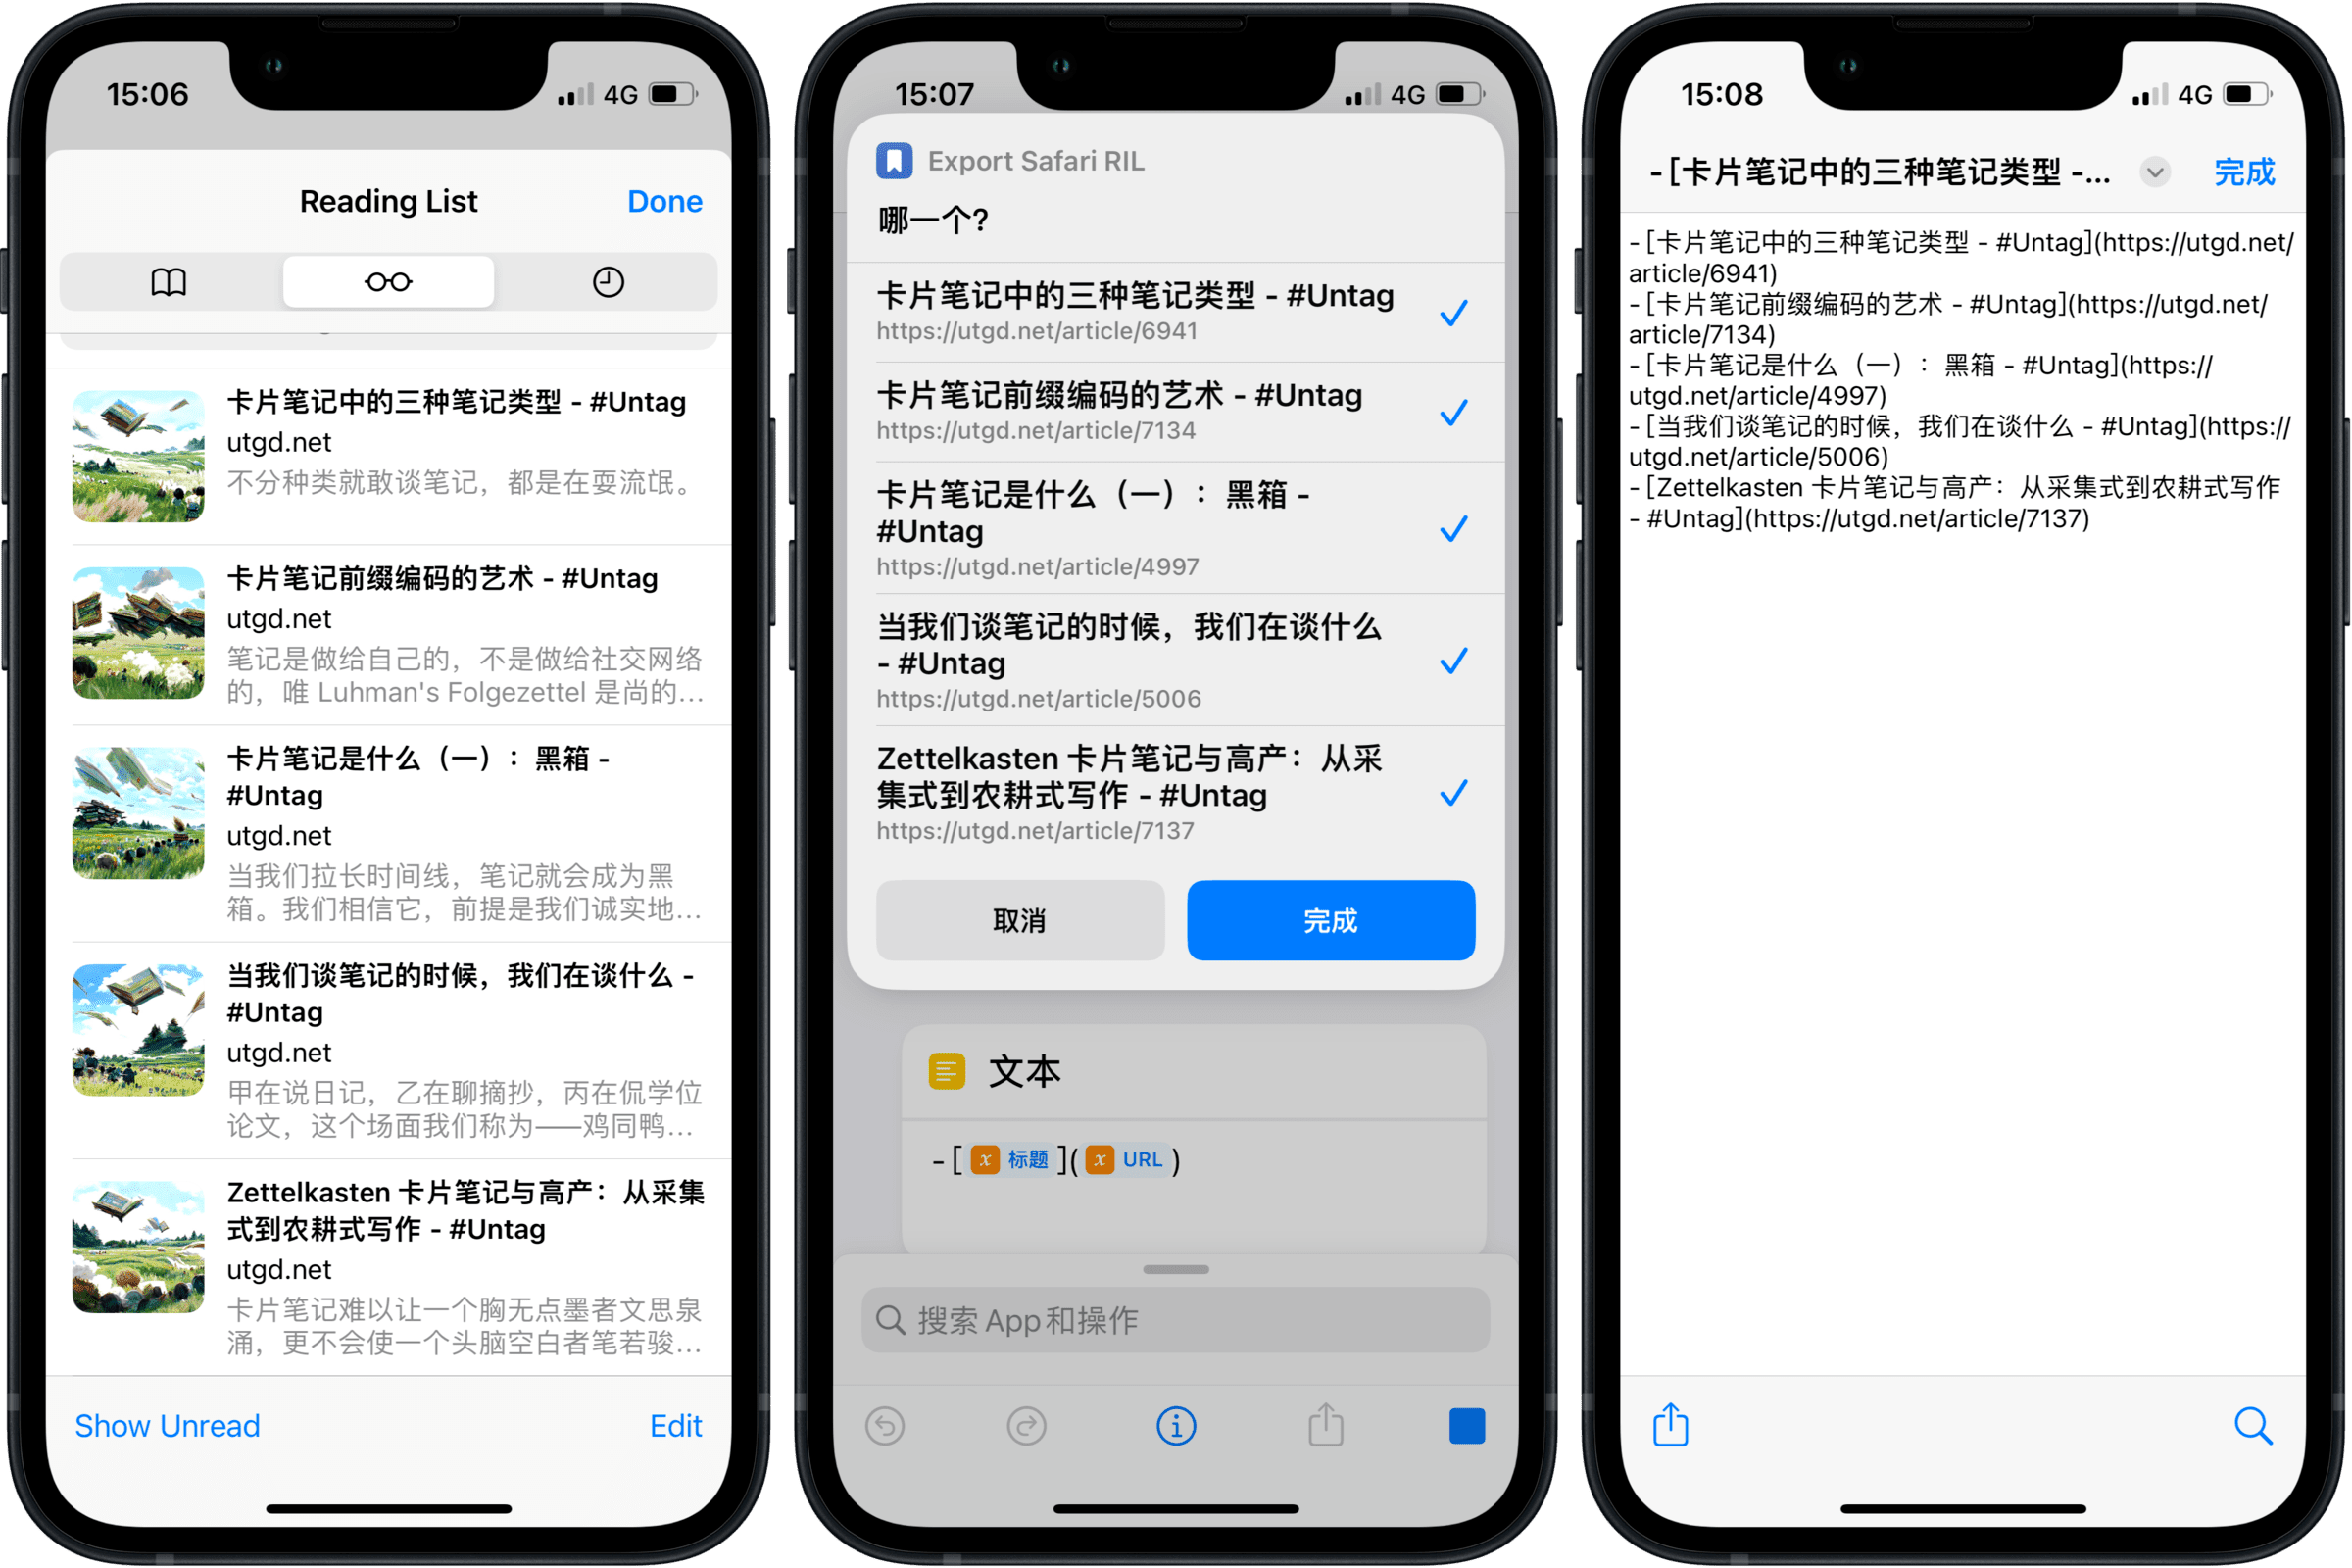 15:06
4G
Reading List
Done
卡片笔记中的三种笔记类型 - #Untag
utgd.net
不分种类就敢谈笔记，都是在耍流氓。
卡片笔记前缀编码的艺术 - #Untag
utgd.net
笔记是做给自己的，不是做给社交网络
的，唯 Luhman's Folgezettel 是尚的...
卡片笔记是什么（一）：黑箱 -
#Untag
utgd.net
当我们拉长时间线，笔记就会成为黑
箱。我们相信它，前提是我们诚实地...
当我们谈笔记的时候，我们在谈什么 -
#Untag
utgd.net
甲在说日记，乙在聊摘抄，丙在侃学位
论文，这个场面我们称为——鸡同鸭...
Zettelkasten 卡片笔记与高产：从采集
式到农耕式写作 - #Untag
utgd.net
卡片笔记难以让一个胸无点墨者文思泉
涌，更不会使一个头脑空白者笔若骏...
Show Unread
Edit
15:07
4G
Export Safari RIL
哪一个?
卡片笔记中的三种笔记类型 - #Untag
https://utgd.net/article/6941
卡片笔记前缀编码的艺术 - #Untag
https://utgd.net/article/7134
卡片笔记是什么（一）：黑箱 -
#Untag
https://utgd.net/article/4997
当我们谈笔记的时候，我们在谈什么
- #Untag
https://utgd.net/article/5006
Zettelkasten 卡片笔记与高产：从采
集式到农耕式写作 - #Untag
https://utgd.net/article/7137
取消
完成
文本
- [ x 标题 ]( x URL )
搜索 App 和操作
15:08
4G
- [卡片笔记中的三种笔记类型 -...
完成
- [卡片笔记中的三种笔记类型 - #Untag](https://utgd.net/
article/6941)
- [卡片笔记前缀编码的艺术 - #Untag](https://utgd.net/
article/7134)
- [卡片笔记是什么（一）：黑箱 - #Untag](https://
utgd.net/article/4997)
- [当我们谈笔记的时候，我们在谈什么 - #Untag](https://
utgd.net/article/5006)
- [Zettelkasten 卡片笔记与高产：从采集式到农耕式写作
- #Untag](https://utgd.net/article/7137)